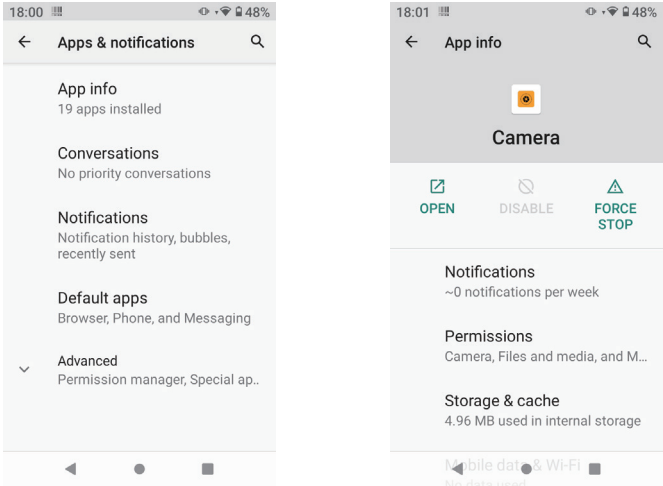 18:00
48%
Apps & notifications
App info
19 apps installed
Conversations
No priority conversations
Notifications
Notification history, bubbles,
recently sent
Default apps
Browser, Phone, and Messaging
Advanced
Permission manager, Special ap..
18:01
48%
App info
Camera
OPEN
DISABLE
FORCE
STOP
Notifications
~0 notifications per week
Permissions
Camera, Files and media, and M...
Storage & cache
4.96 MB used in internal storage
Mobile data & Wi-Fi
No data used